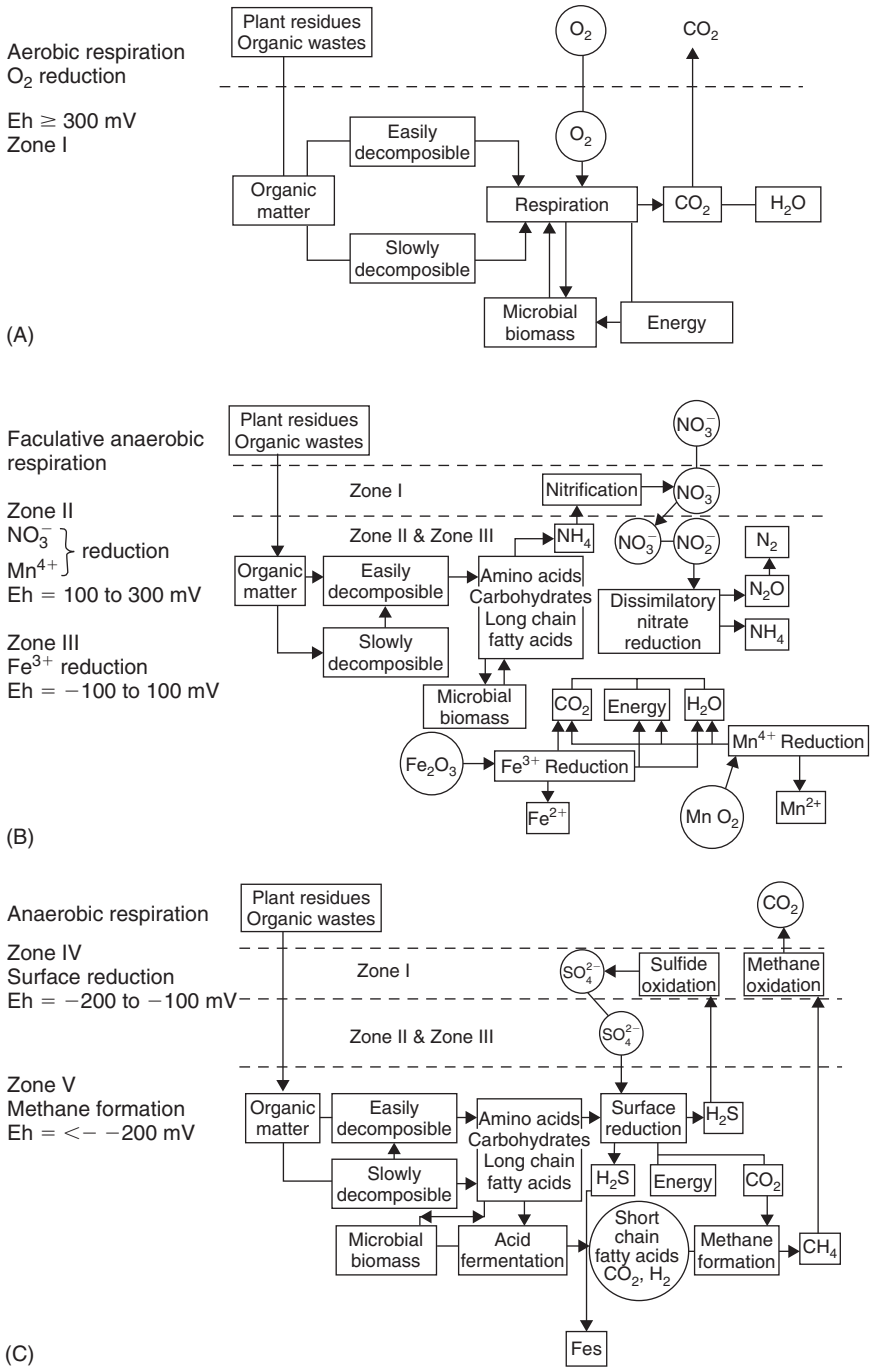 Plant residues
Organic wastes
O2
CO2
Aerobic respiration
O2 reduction
Eh ≥ 300 mV
Zone I
O2
Easily
decomposable
Organic
matter
Respiration
CO2
H2O
Slowly
decomposable
Microbial
biomass
Energy
(A)
Plant residues
Organic wastes
NO3−
Faculative anaerobic
respiration
Zone I
Nitrification
NO3−
Zone II
NO3−
Mn4+
} reduction
Eh = 100 to 300 mV
Zone II & Zone III
NH4
NO3−
NO2−
N2
Organic
matter
Easily
decomposable
Amino acids
Carbohydrates
Long chain
fatty acids
N2O
Dissimilatory
nitrate
reduction
NH4
Slowly
decomposable
Zone III
Fe3+ reduction
Eh = −100 to 100 mV
Microbial
biomass
CO2
Energy
H2O
Fe2O3
Fe3+ Reduction
Mn4+ Reduction
Fe2+
Mn O2
Mn2+
(B)
Plant residues
Organic wastes
CO2
Anaerobic respiration
Zone IV
Surface reduction
Eh = −200 to −100 mV
Zone I
SO42−
Sulfide
oxidation
Methane
oxidation
Zone II & Zone III
SO42−
Zone V
Methane formation
Eh = <− −200 mV
Organic
matter
Easily
decomposable
Amino acids
Carbohydrates
Long chain
fatty acids
Surface
reduction
H2S
Slowly
decomposable
H2S
Energy
CO2
Microbial
biomass
Acid
fermentation
Short
chain
fatty acids
CO2, H2
Methane
formation
CH4
Fes
(C)